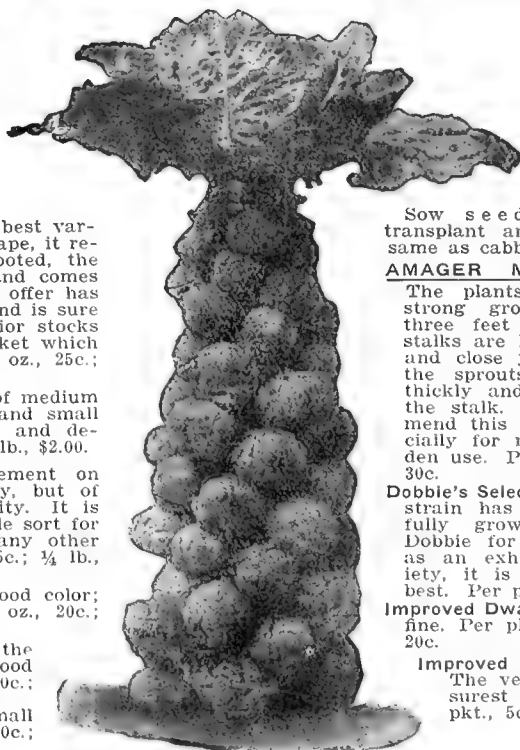 best var-
ape, it re-
ooted, the
and comes
offer has
nd is sure
ior stocks
ket which
oz., 25c.;
of medium
and small
and de-
lb., $2.00.
ement on
y, but of
ity. It is
le sort for
any other
5c.; ¼ lb.,
ood color;
oz., 20c.;
the
ood
0c.;
mall
0c.;
Sow seed
transplant an
same as cabb
AMAGER M
The plants
strong gro
three feet
stalks are
and close
the sprouts
thickly and
the stalk.
mend this
cially for
den use. P
30c.
Dobbie's Selec
strain has
fully grow
Dobbie for
as an exh
iety, it is
best. Per p
Improved Dwa
fine. Per pk
20c.
Improved
The ve
surest
pkt., 5c